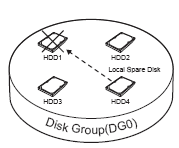 HDD1
HDD2
Local Spare Disk
HDD3
HDD4
Disk Group(DG0)